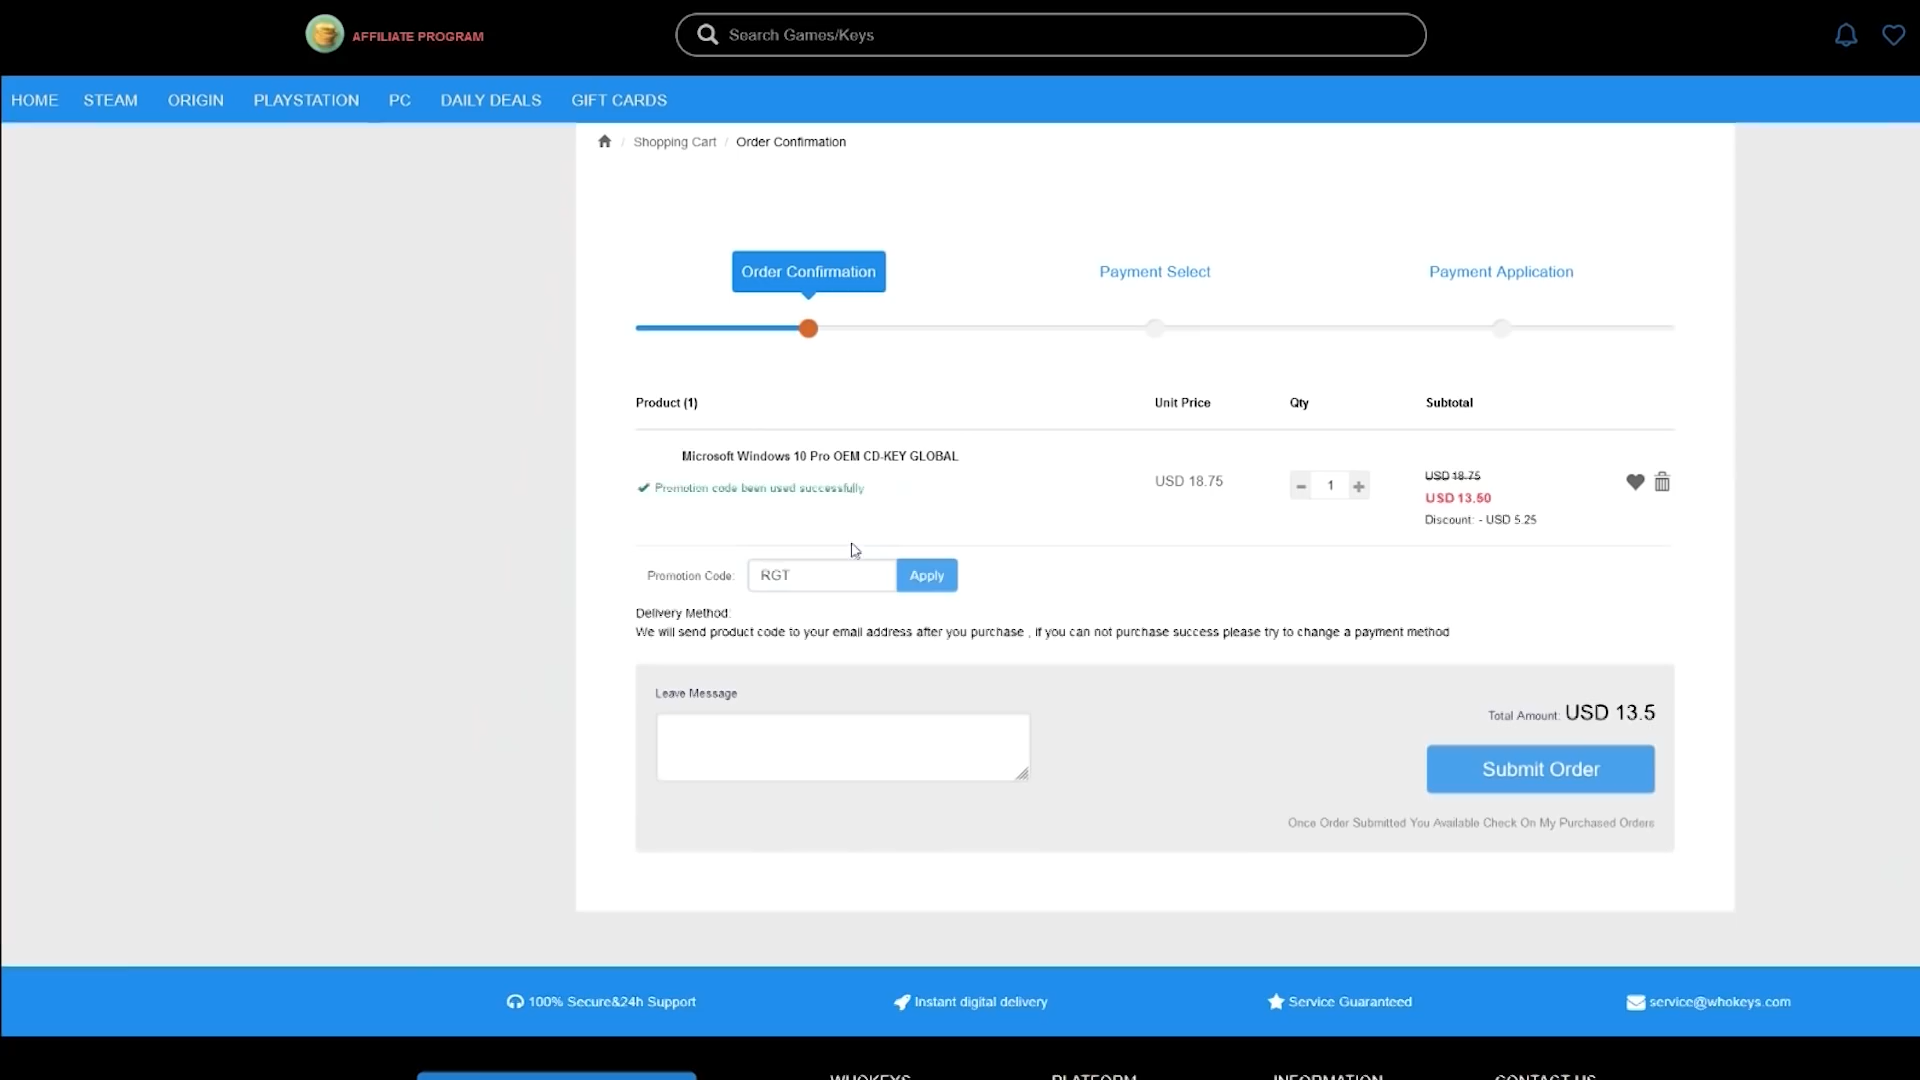 AFFILIATE PROGRAM
Search Games/Keys
HOME STEAM ORIGIN PLAYSTATION PC DAILY DEALS GIFT CARDS
/ Shopping Cart / Order Confirmation
Order Confirmation Payment Select Payment Application
Product (1) Unit Price Qty Subtotal
Microsoft Windows 10 Pro OEM CD-KEY GLOBAL
Promotion code been used successfully
USD 18.75 − 1 + USD 18.75
USD 13.50
Discount: - USD 5.25
Promotion Code: RGT Apply
Delivery Method:
We will send product code to your email address after you purchase , if you can not purchase success please try to change a payment method
Leave Message
Total Amount: USD 13.5
Submit Order
Once Order Submitted You Available Check On My Purchased Orders
100% Secure&24h Support Instant digital delivery Service Guaranteed service@whokeys.com
WHOKEYS PLATFORM INFORMATION CONTACT US